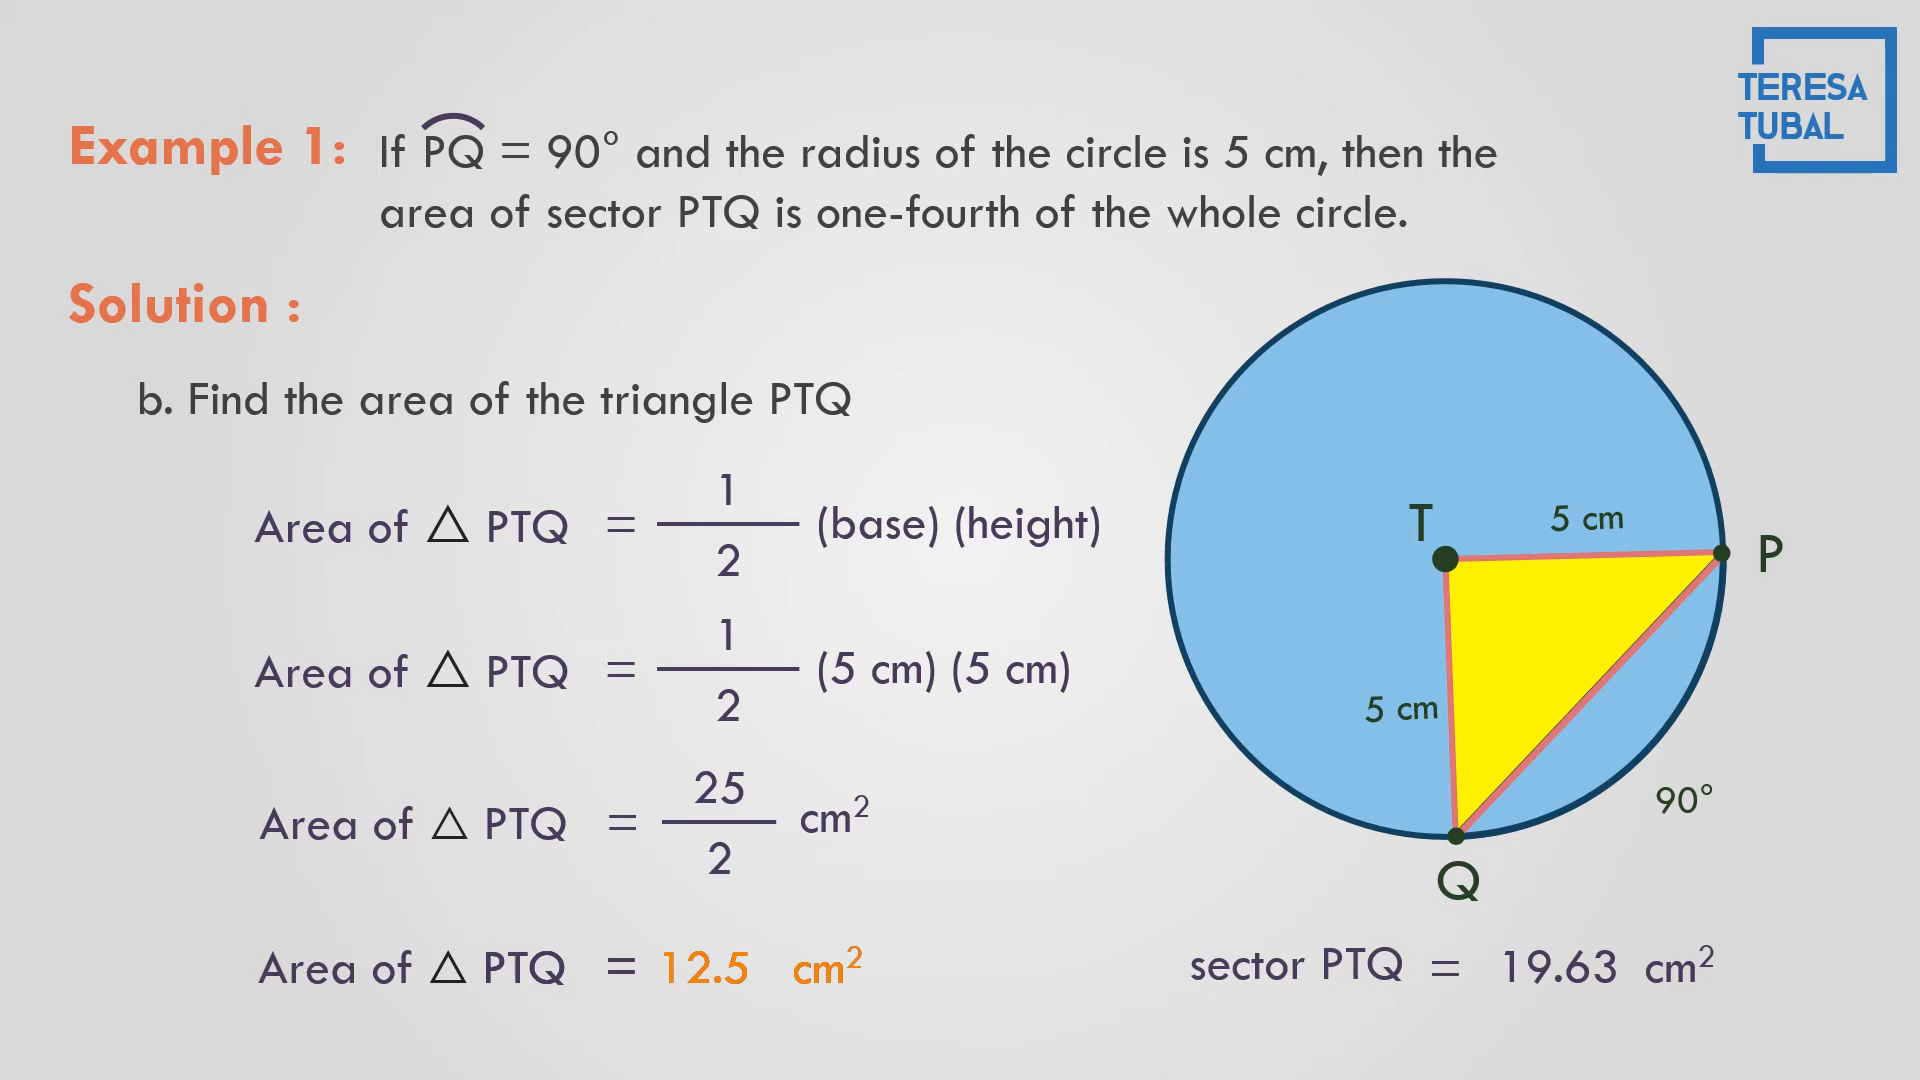 TERESA
TUBAL
Example 1: If PQ = 90° and the radius of the circle is 5 cm, then the
area of sector PTQ is one-fourth of the whole circle.
Solution :
b. Find the area of the triangle PTQ
Area of △ PTQ = 1/2 (base) (height)
Area of △ PTQ = 1/2 (5 cm) (5 cm)
Area of △ PTQ = 25/2 cm²
Area of △ PTQ = 12.5 cm²
T
5 cm
P
5 cm
90°
Q
sector PTQ = 19.63 cm²